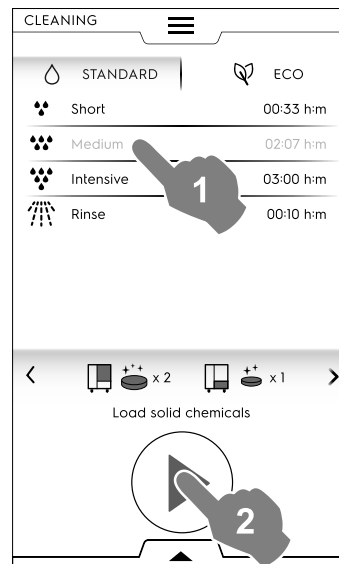 CLEANING
STANDARD ECO
Short 00:33 h:m
Medium 02:07 h:m
Intensive 03:00 h:m
Rinse 00:10 h:m
1
x 2 x 1
Load solid chemicals
2